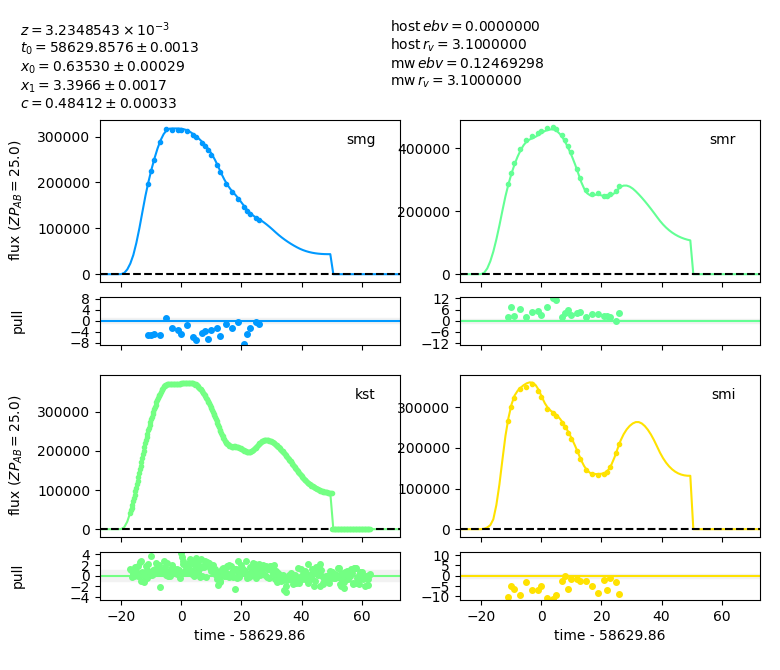 z = 3.2348543 × 10⁻³
t₀ = 58629.8576 ± 0.0013
x₀ = 0.63530 ± 0.00029
x₁ = 3.3966 ± 0.0017
c = 0.48412 ± 0.00033
host ebv = 0.0000000
host r_v = 3.1000000
mw ebv = 0.12469298
mw r_v = 3.1000000
smg
300000
200000
100000
0
flux (ZP_AB = 25.0)
smr
400000
200000
0
8
4
0
−4
−8
pull
12
6
0
−6
−12
kst
300000
200000
100000
0
flux (ZP_AB = 25.0)
smi
300000
200000
100000
0
4
2
0
−2
−4
pull
−20 0 20 40 60
time - 58629.86
10
5
0
−5
−10
−20 0 20 40 60
time - 58629.86